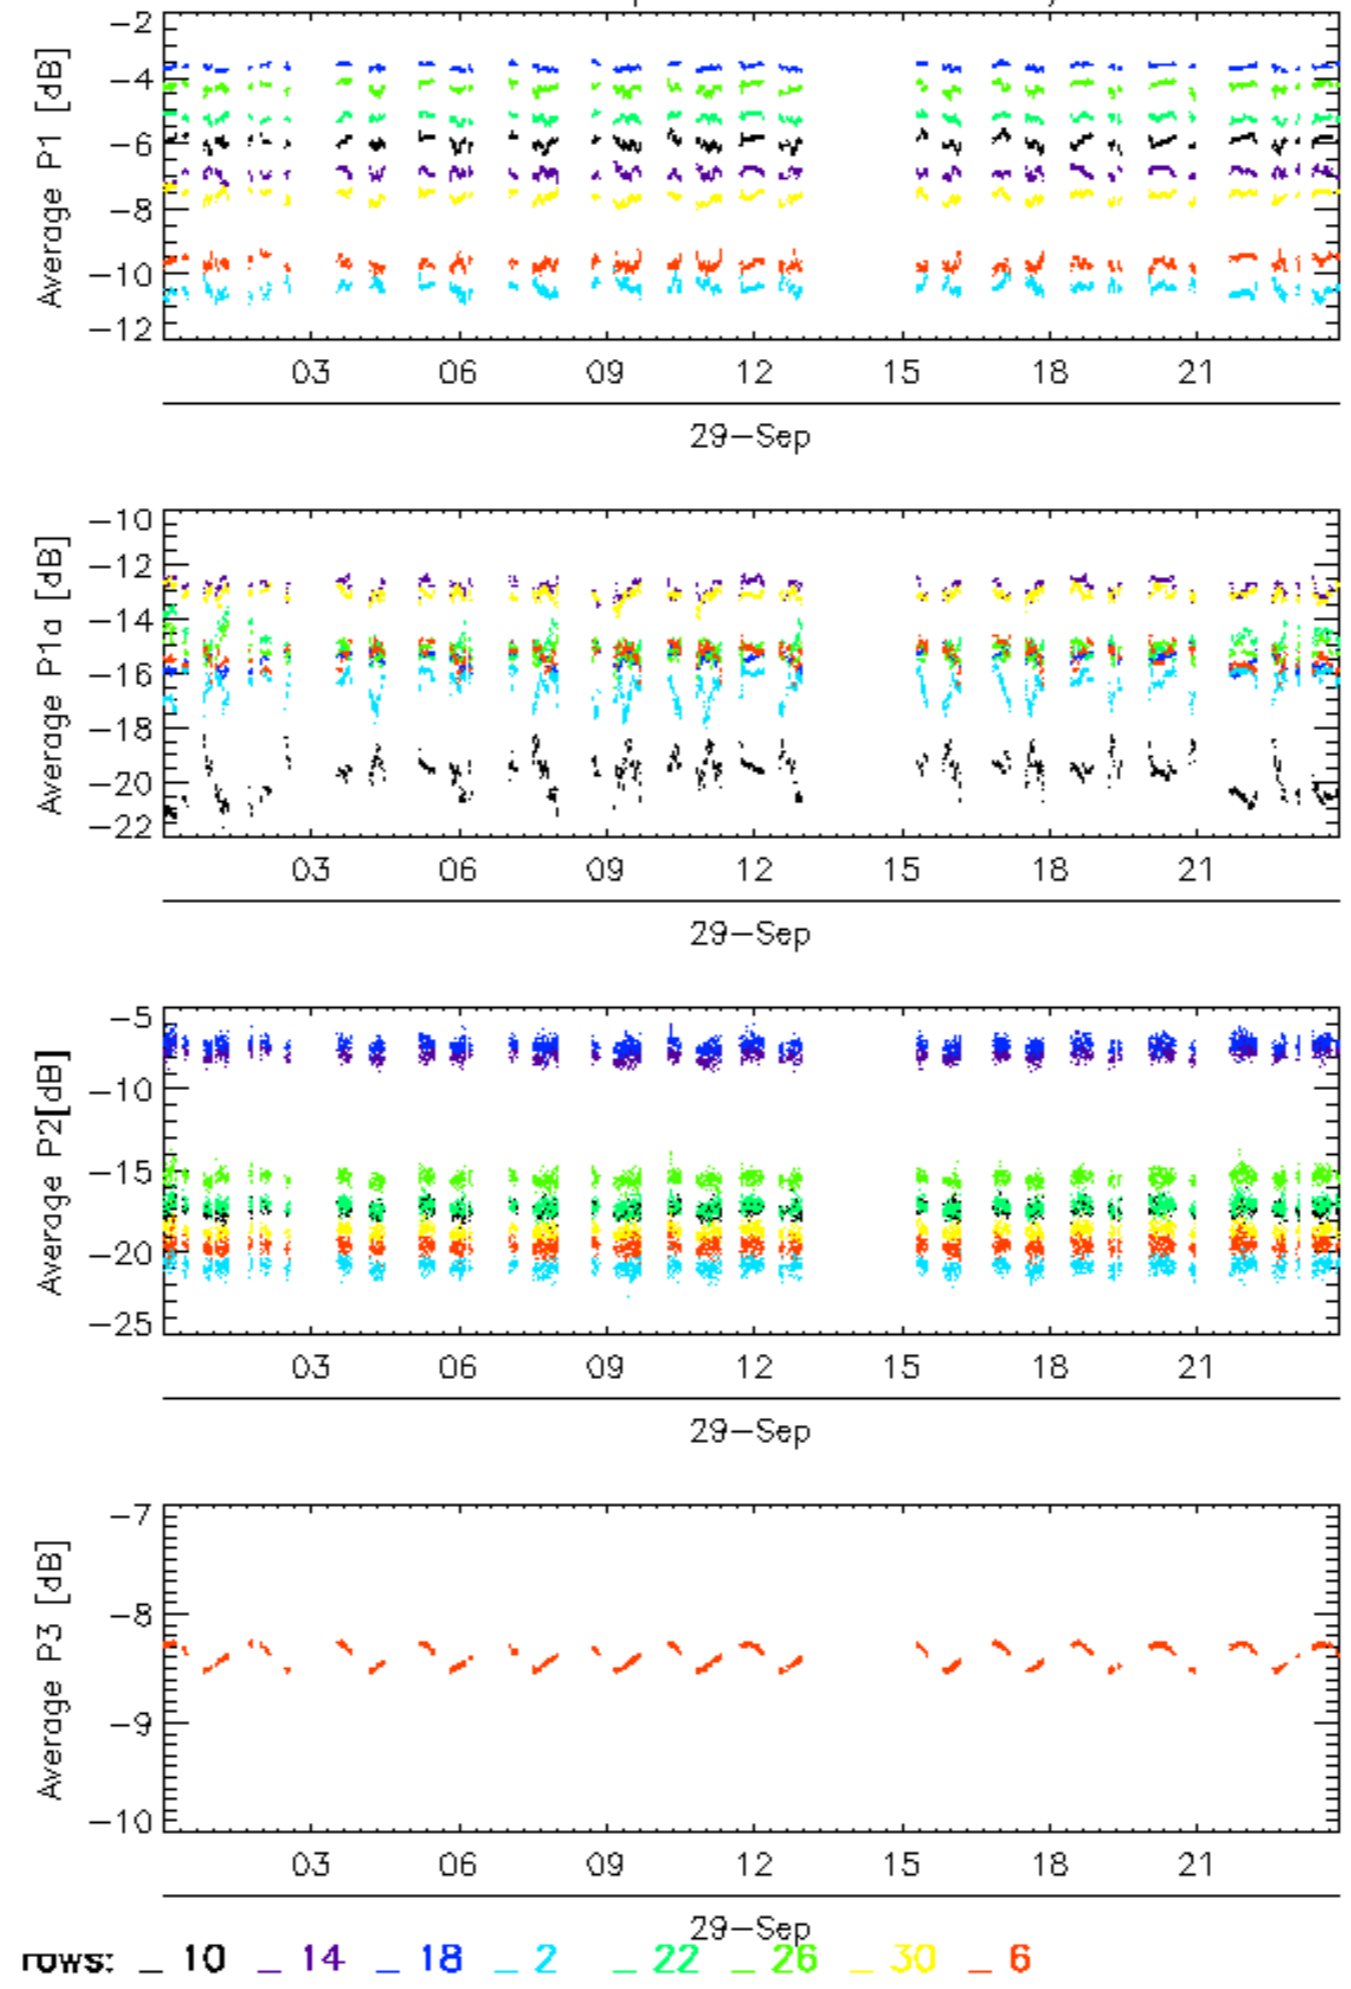 −2
−4
−6
−8
−10
−12
Average P1 [dB]
03 06 09 12 15 18 21
29−Sep
−10
−12
−14
−16
−18
−20
−22
Average P1a [dB]
03 06 09 12 15 18 21
29−Sep
−5
−10
−15
−20
−25
Average P2[dB]
03 06 09 12 15 18 21
29−Sep
−7
−8
−9
−10
Average P3 [dB]
03 06 09 12 15 18 21
29−Sep
rows: _ 10 _ 14 _ 18 _ 2 _ 22 _ 26 _ 30 _ 6